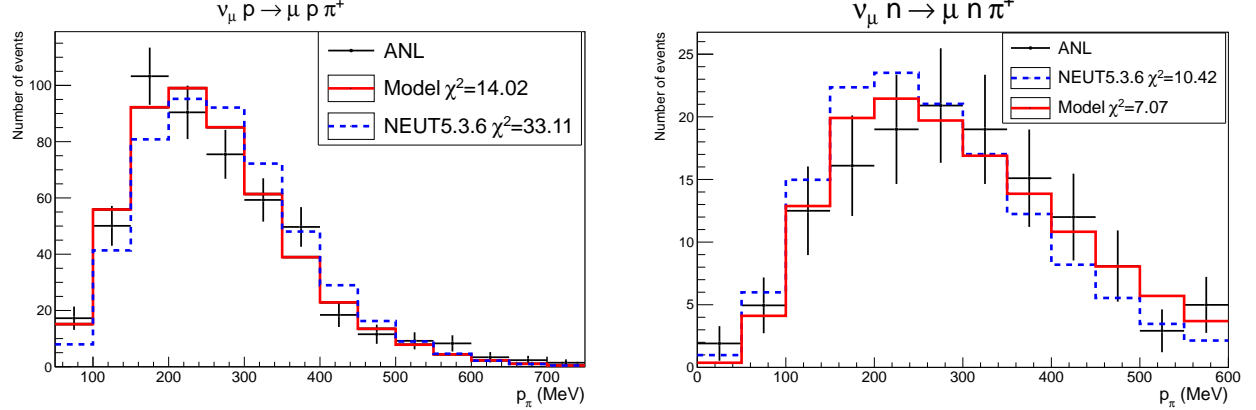 ν_μ p → μ p π⁺
Number of events
ANL
Model χ²=14.02
NEUT5.3.6 χ²=33.11
100
80
60
40
20
0
100 200 300 400 500 600 700
p_π (MeV)
ν_μ n → μ n π⁺
Number of events
ANL
NEUT5.3.6 χ²=10.42
Model χ²=7.07
25
20
15
10
5
0
0 100 200 300 400 500 600
p_π (MeV)